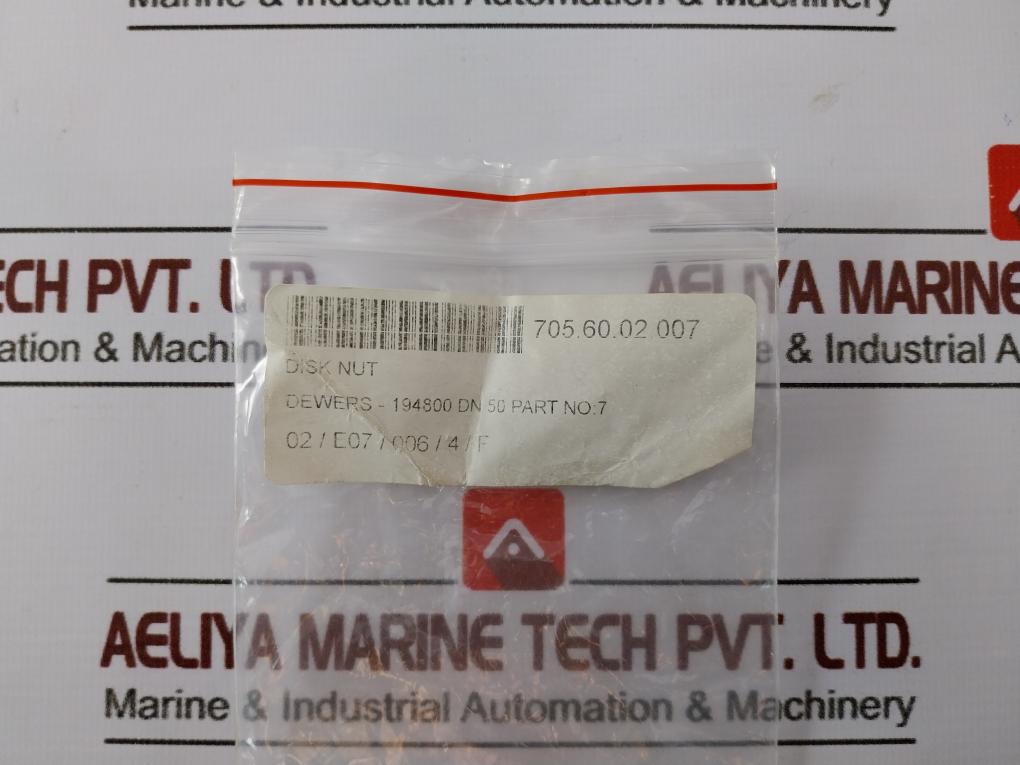 Marine & Industrial Automation & Machinery
TECH PVT. LTD.
AELIYA MARINE
ation & Machin
e & Industrial A
705.60.02.007
DISK NUT
DEWERS - 194800 DN 50 PART NO:7
02 / E07 / 006 / 4 / F
AELIYA MARINE TECH PVT. LTD.
Marine & Industrial Automation & Machinery